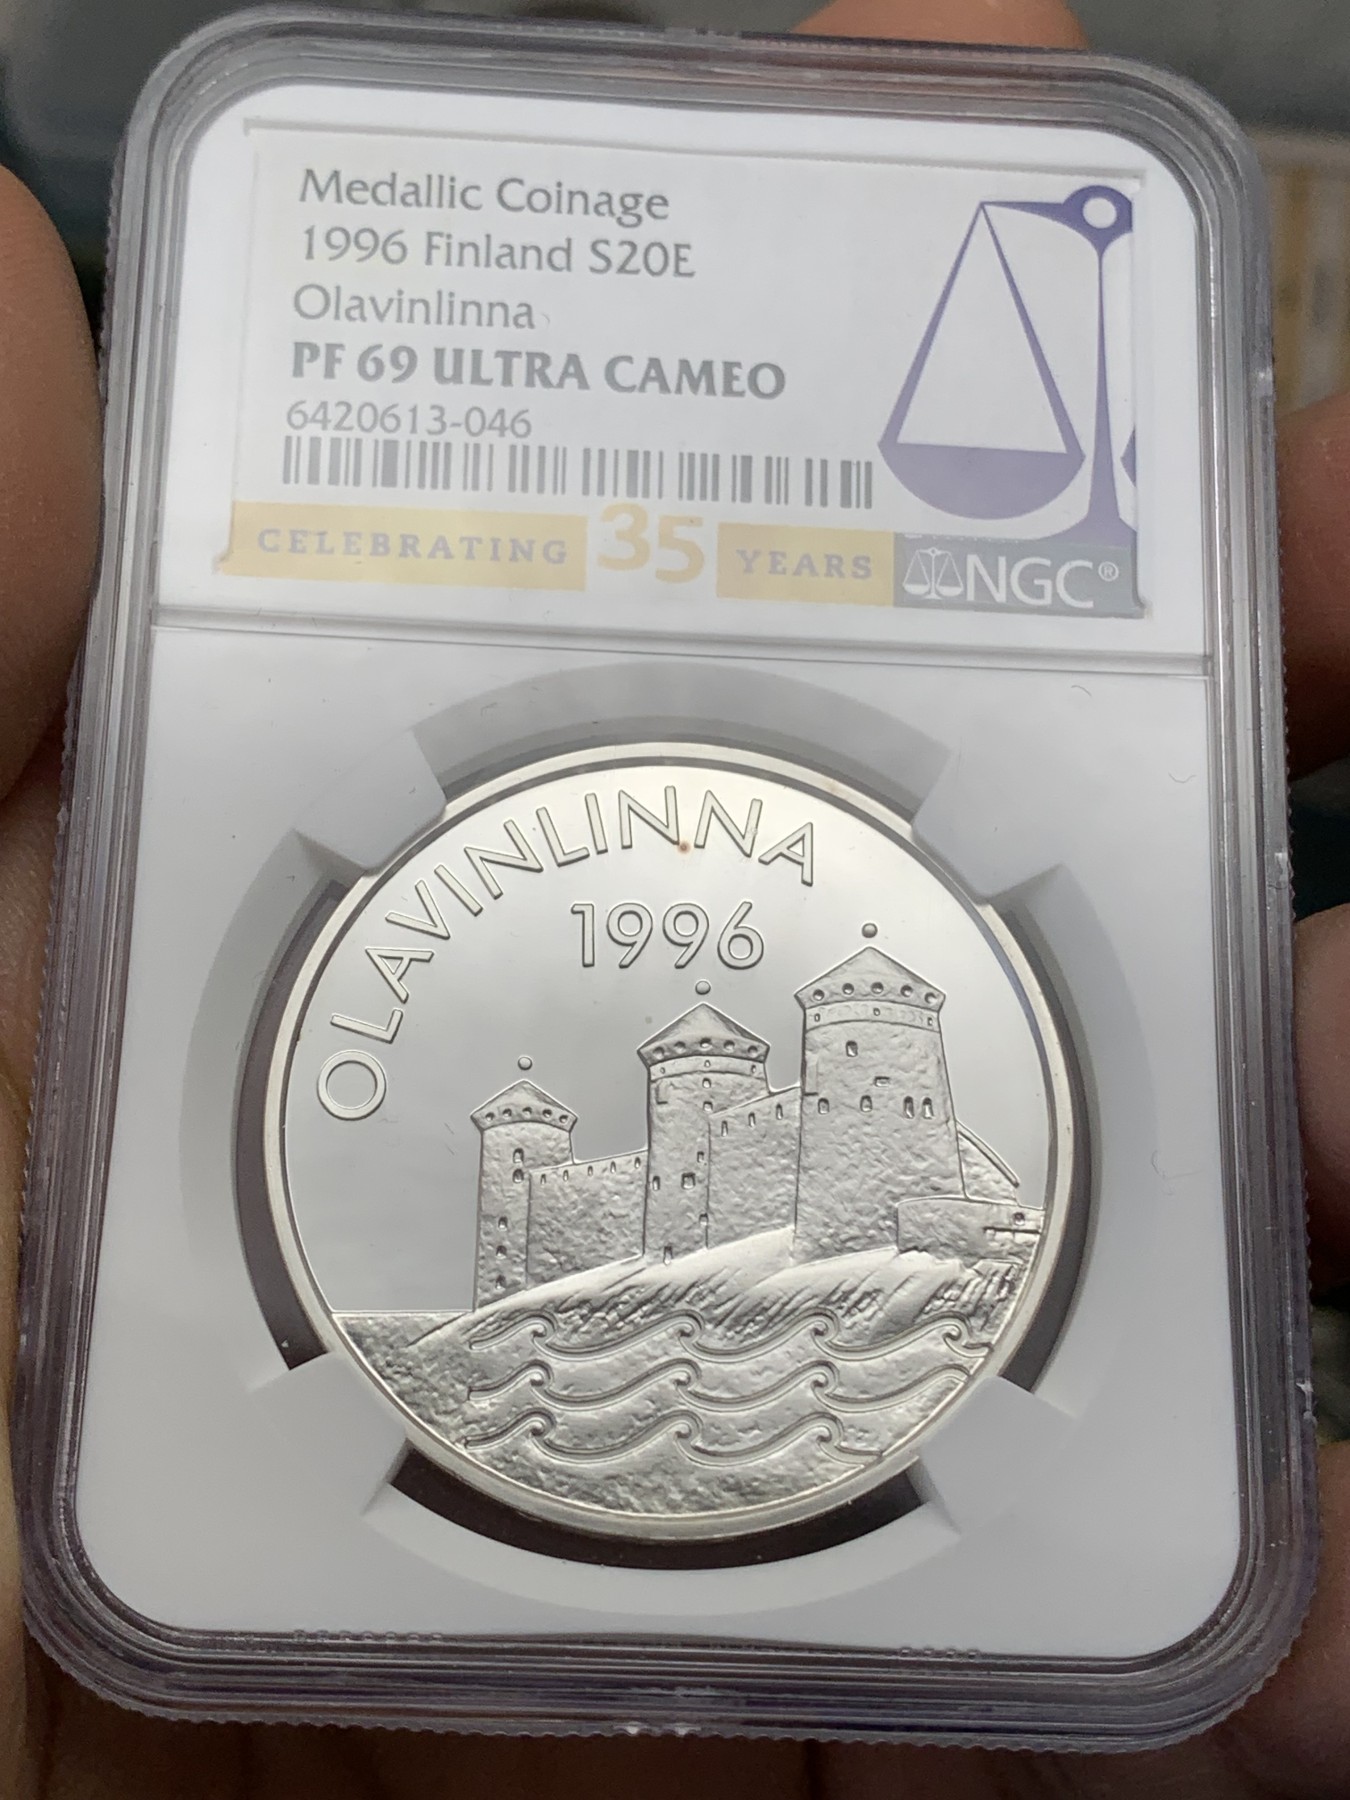 Medallic Coinage
1996 Finland S20E
Olavinlinna
PF 69 ULTRA CAMEO
6420613-046
CELEBRATING 35 YEARS
NGC®
OLAVINLINNA
1996